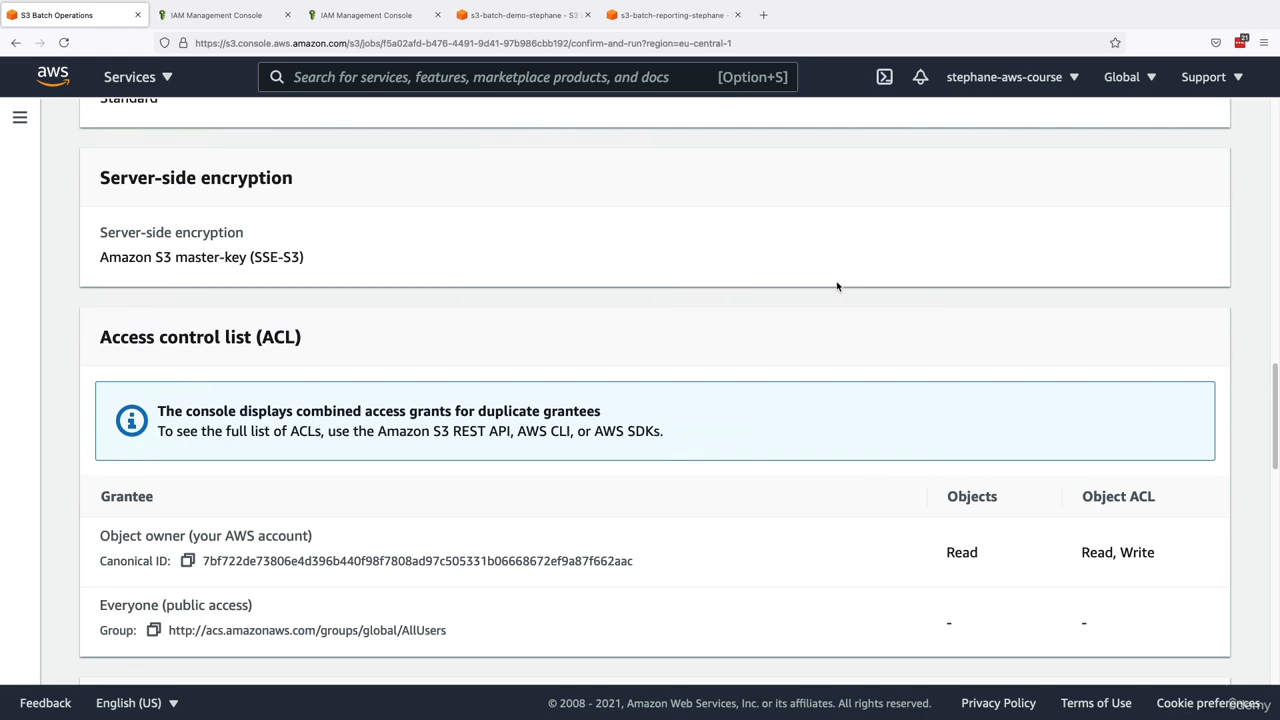 S3 Batch Operations
IAM Management Console
IAM Management Console
s3-batch-demo-stephane - S3
s3-batch-reporting-stephane -
https://s3.console.aws.amazon.com/s3/jobs/f5a02afd-b476-4491-9d41-97b986cbb192/confirm-and-run?region=eu-central-1
21
aws
Services
Search for services, features, marketplace products, and docs
[Option+S]
stephane-aws-course
Global
Support
Standard
Server-side encryption
Server-side encryption
Amazon S3 master-key (SSE-S3)
Access control list (ACL)
The console displays combined access grants for duplicate grantees
To see the full list of ACLs, use the Amazon S3 REST API, AWS CLI, or AWS SDKs.
Grantee
Objects
Object ACL
Object owner (your AWS account)
Canonical ID: 7bf722de73806e4d396b440f98f7808ad97c505331b06668672ef9a87f662aac
Read
Read, Write
Everyone (public access)
Group: http://acs.amazonaws.com/groups/global/AllUsers
-
-
Feedback
English (US)
© 2008 - 2021, Amazon Web Services, Inc. or its affiliates. All rights reserved.
Privacy Policy
Terms of Use
Cookie preferences
Udemy